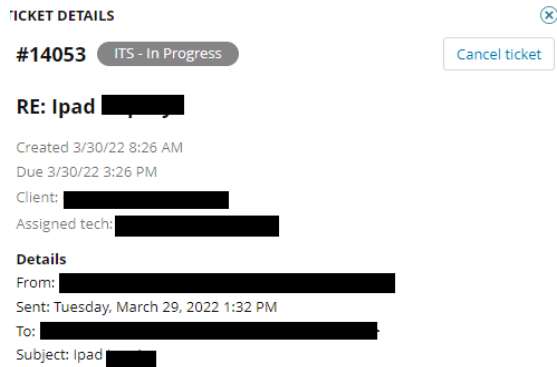 TICKET DETAILS
#14053 ITS - In Progress Cancel ticket
RE: Ipad
Created 3/30/22 8:26 AM
Due 3/30/22 3:26 PM
Client:
Assigned tech:
Details
From:
Sent: Tuesday, March 29, 2022 1:32 PM
To:
Subject: Ipad